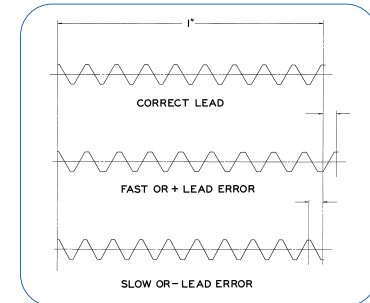 1"
CORRECT LEAD
FAST OR + LEAD ERROR
SLOW OR - LEAD ERROR